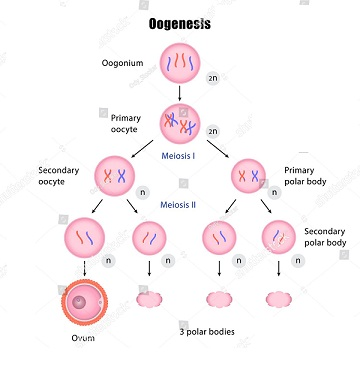 Oogenesis
Oogonium
2n
Primary
oocyte
2n
Meiosis I
Secondary
oocyte
n
Primary
polar body
n
Meiosis II
Secondary
polar body
n
n
n
n
Ovum
3 polar bodies